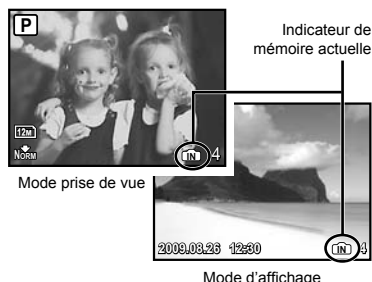 P
Indicateur de
mémoire actuelle
12M
NORM
IN 4
Mode prise de vue
2009.08.26 12:30
IN 4
Mode d'affichage